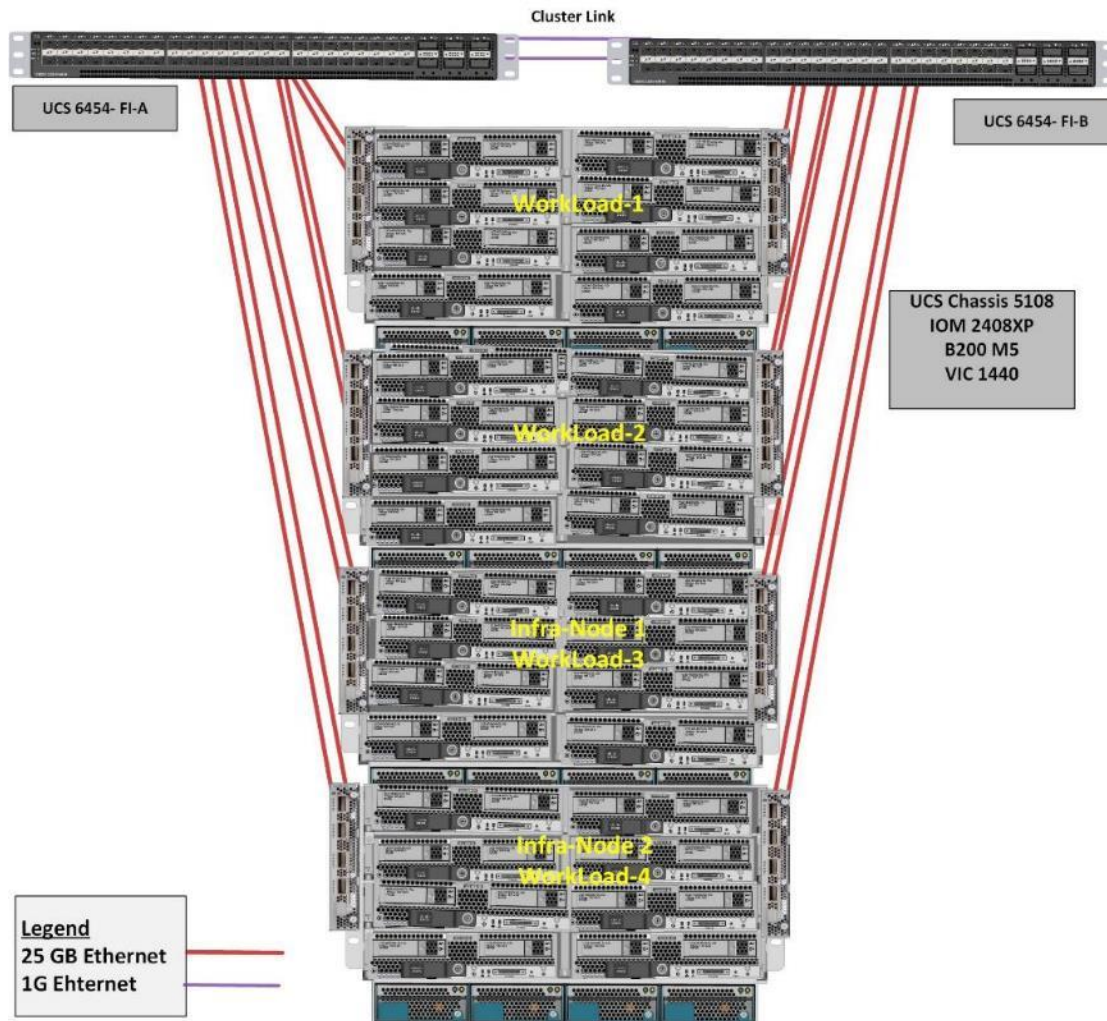 Cluster Link
UCS 6454- FI-A
UCS 6454- FI-B
WorkLoad-1
UCS Chassis 5108
IOM 2408XP
B200 M5
VIC 1440
WorkLoad-2
Infra-Node 1
WorkLoad-3
Infra-Node 2
WorkLoad-4
Legend
25 GB Ethernet
1G Ehternet